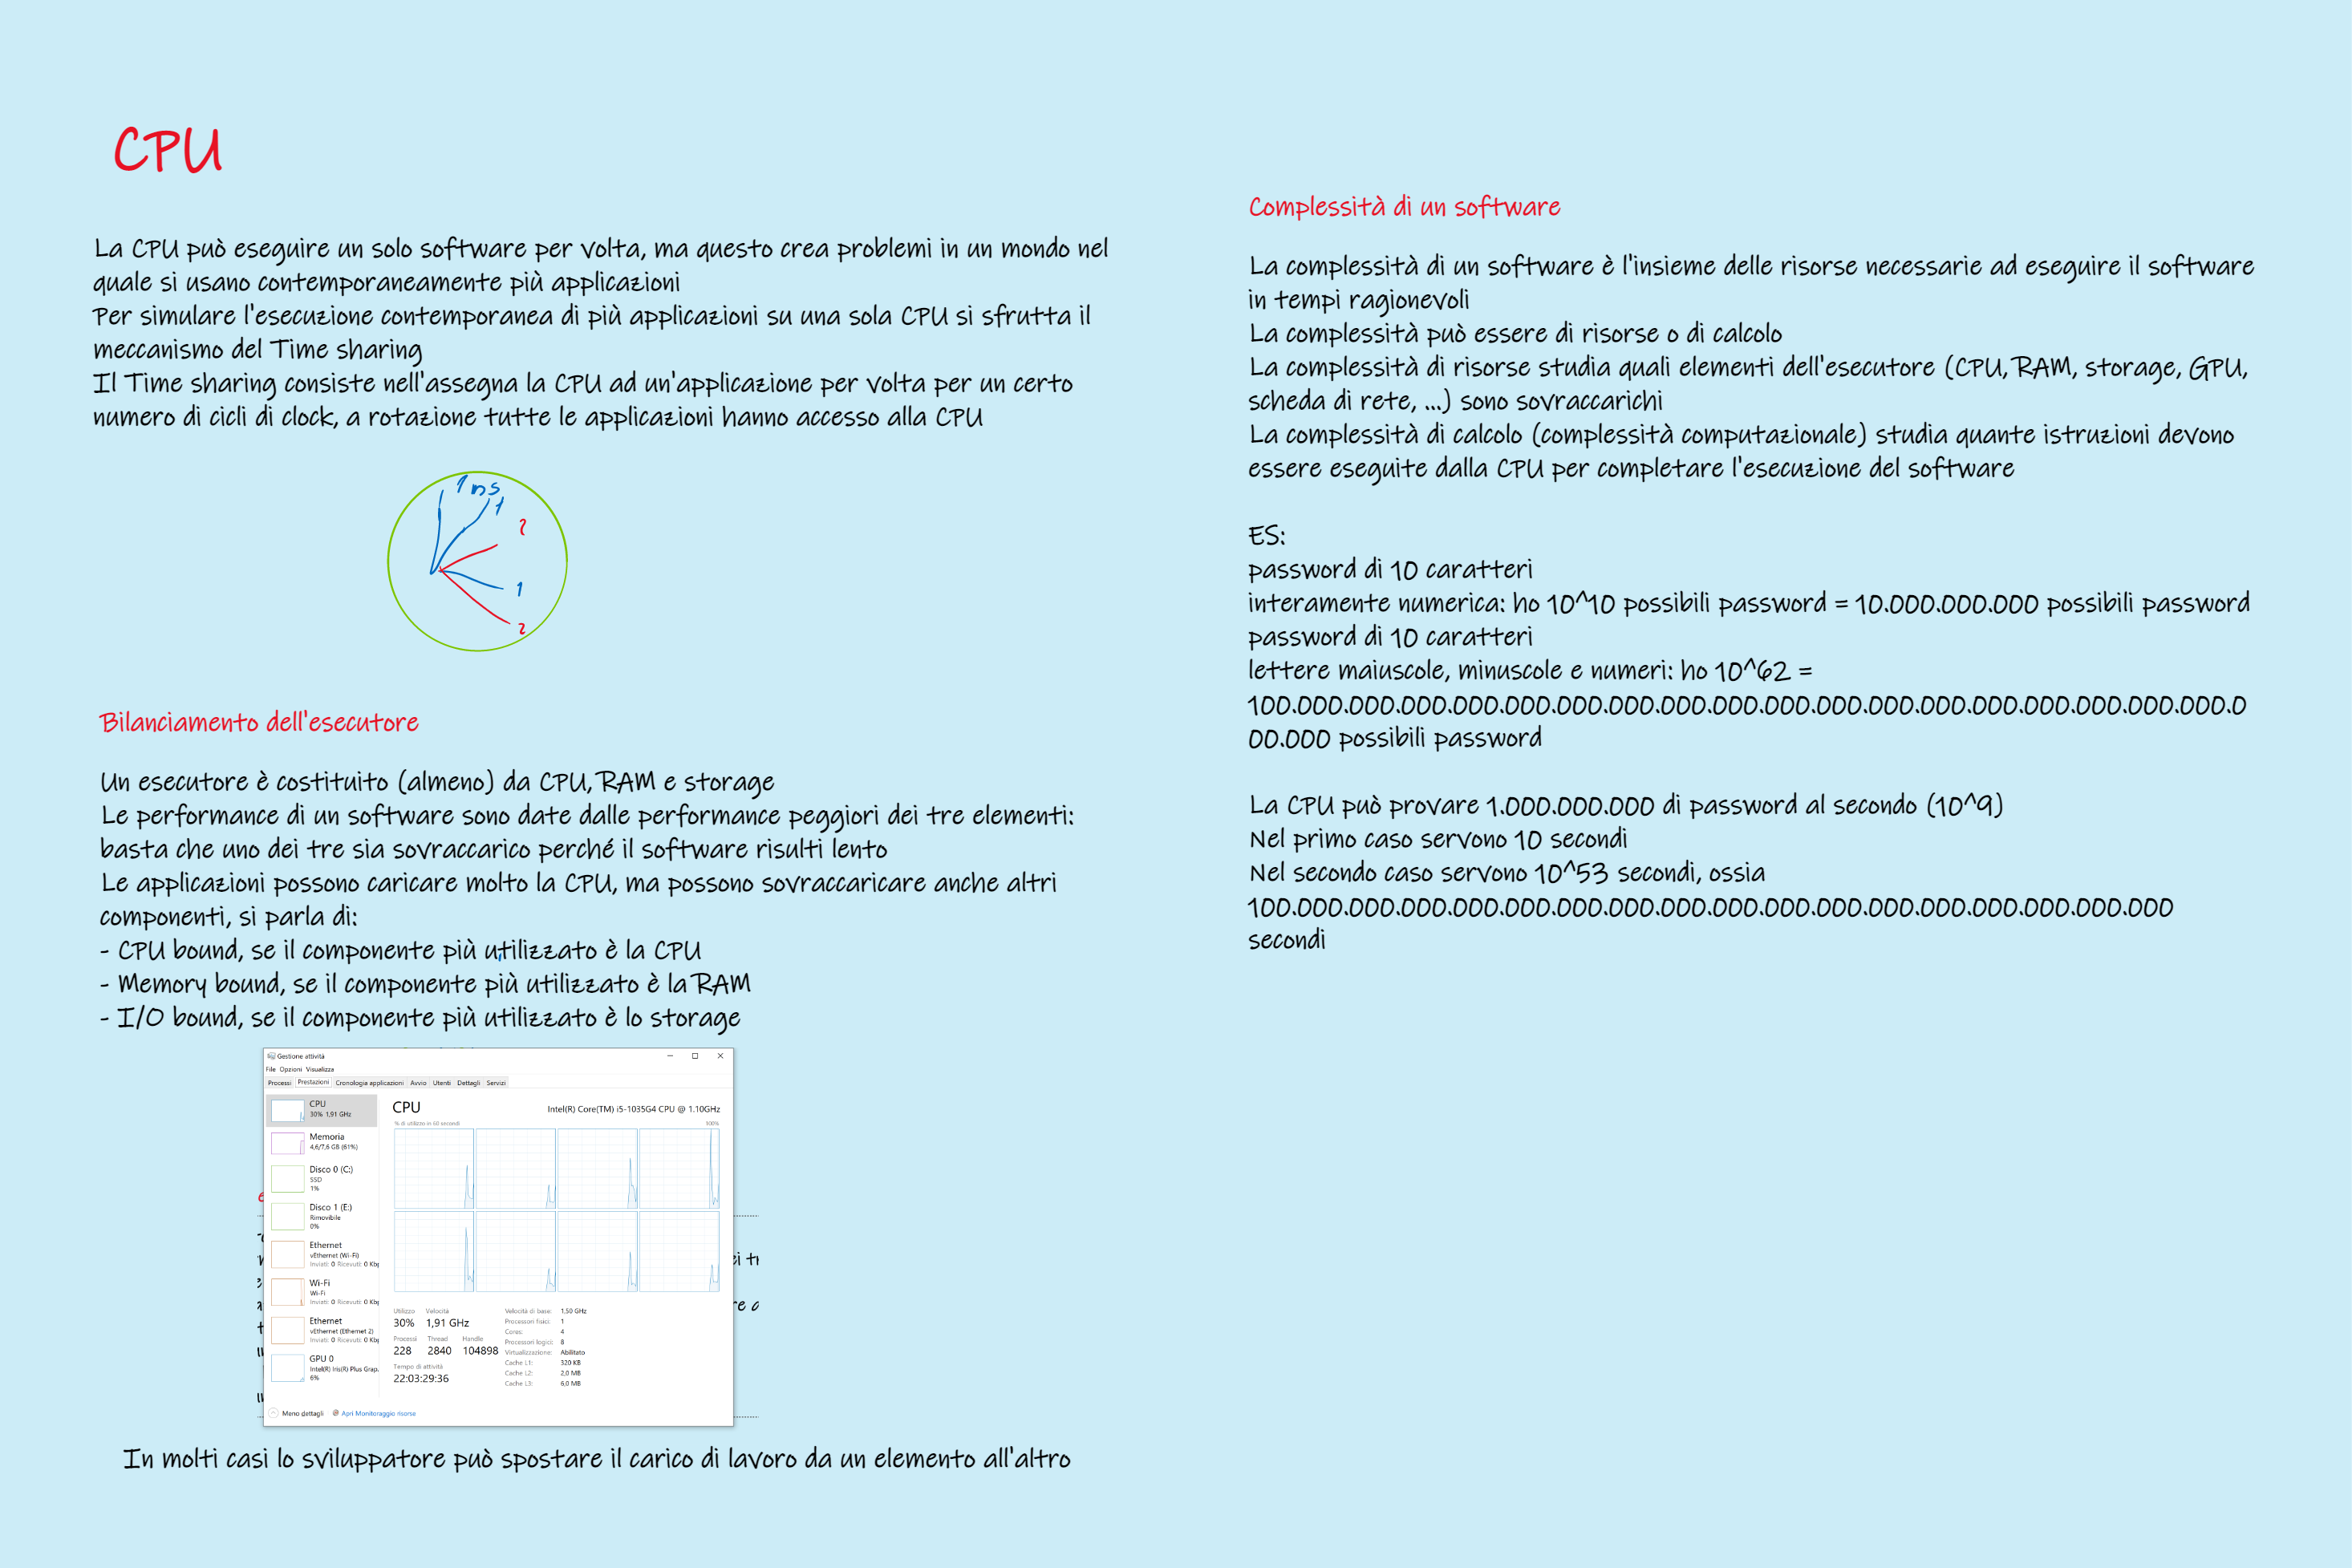 CPU
La CPU può eseguire un solo software per volta, ma questo crea problemi in un mondo nel
quale si usano contemporaneamente più applicazioni
Per simulare l'esecuzione contemporanea di più applicazioni su una sola CPU si sfrutta il
meccanismo del Time sharing
Il Time sharing consiste nell'assegna la CPU ad un'applicazione per volta per un certo
numero di cicli di clock, a rotazione tutte le applicazioni hanno accesso alla CPU
1 ns
1
2
1
2
Bilanciamento dell'esecutore
Un esecutore è costituito (almeno) da CPU, RAM e storage
Le performance di un software sono date dalle performance peggiori dei tre elementi:
basta che uno dei tre sia sovraccarico perché il software risulti lento
Le applicazioni possono caricare molto la CPU, ma possono sovraccaricare anche altri
componenti, si parla di:
- CPU bound, se il componente più utilizzato è la CPU
- Memory bound, se il componente più utilizzato è la RAM
- I/O bound, se il componente più utilizzato è lo storage
Gestione attività
File Opzioni Visualizza
Processi Prestazioni Cronologia applicazioni Avvio Utenti Dettagli Servizi
CPU
30% 1,91 GHz
Memoria
4,6/7,6 GB (61%)
Disco 0 (C:)
SSD
1%
Disco 1 (E:)
Rimovibile
0%
Ethernet
vEthernet (Wi-Fi)
Inviati: 0 Ricevuti: 0 Kbp
Wi-Fi
Wi-Fi
Inviati: 0 Ricevuti: 0 Kbp
Ethernet
vEthernet (Ethernet 2)
Inviati: 0 Ricevuti: 0 Kbp
GPU 0
Intel(R) Iris(R) Plus Grap.
6%
CPU Intel(R) Core(TM) i5-1035G4 CPU @ 1.10GHz
% di utilizzo in 60 secondi 100%
Utilizzo Velocità
30% 1,91 GHz
Processi Thread Handle
228 2840 104898
Tempo di attività
22:03:29:36
Velocità di base: 1,50 GHz
Processori fisici: 1
Cores: 4
Processori logici: 8
Virtualizzazione: Abilitato
Cache L1: 320 KB
Cache L2: 2,0 MB
Cache L3: 6,0 MB
Meno dettagli Apri Monitoraggio risorse
In molti casi lo sviluppatore può spostare il carico di lavoro da un elemento all'altro
Complessità di un software
La complessità di un software è l'insieme delle risorse necessarie ad eseguire il software
in tempi ragionevoli
La complessità può essere di risorse o di calcolo
La complessità di risorse studia quali elementi dell'esecutore (CPU, RAM, storage, GPU,
scheda di rete, ...) sono sovraccarichi
La complessità di calcolo (complessità computazionale) studia quante istruzioni devono
essere eseguite dalla CPU per completare l'esecuzione del software
ES:
password di 10 caratteri
interamente numerica: ho 10^10 possibili password = 10.000.000.000 possibili password
password di 10 caratteri
lettere maiuscole, minuscole e numeri: ho 10^62 =
100.000.000.000.000.000.000.000.000.000.000.000.000.000.000.000.000.000.000.0
00.000 possibili password
La CPU può provare 1.000.000.000 di password al secondo (10^9)
Nel primo caso servono 10 secondi
Nel secondo caso servono 10^53 secondi, ossia
100.000.000.000.000.000.000.000.000.000.000.000.000.000.000.000.000.000
secondi